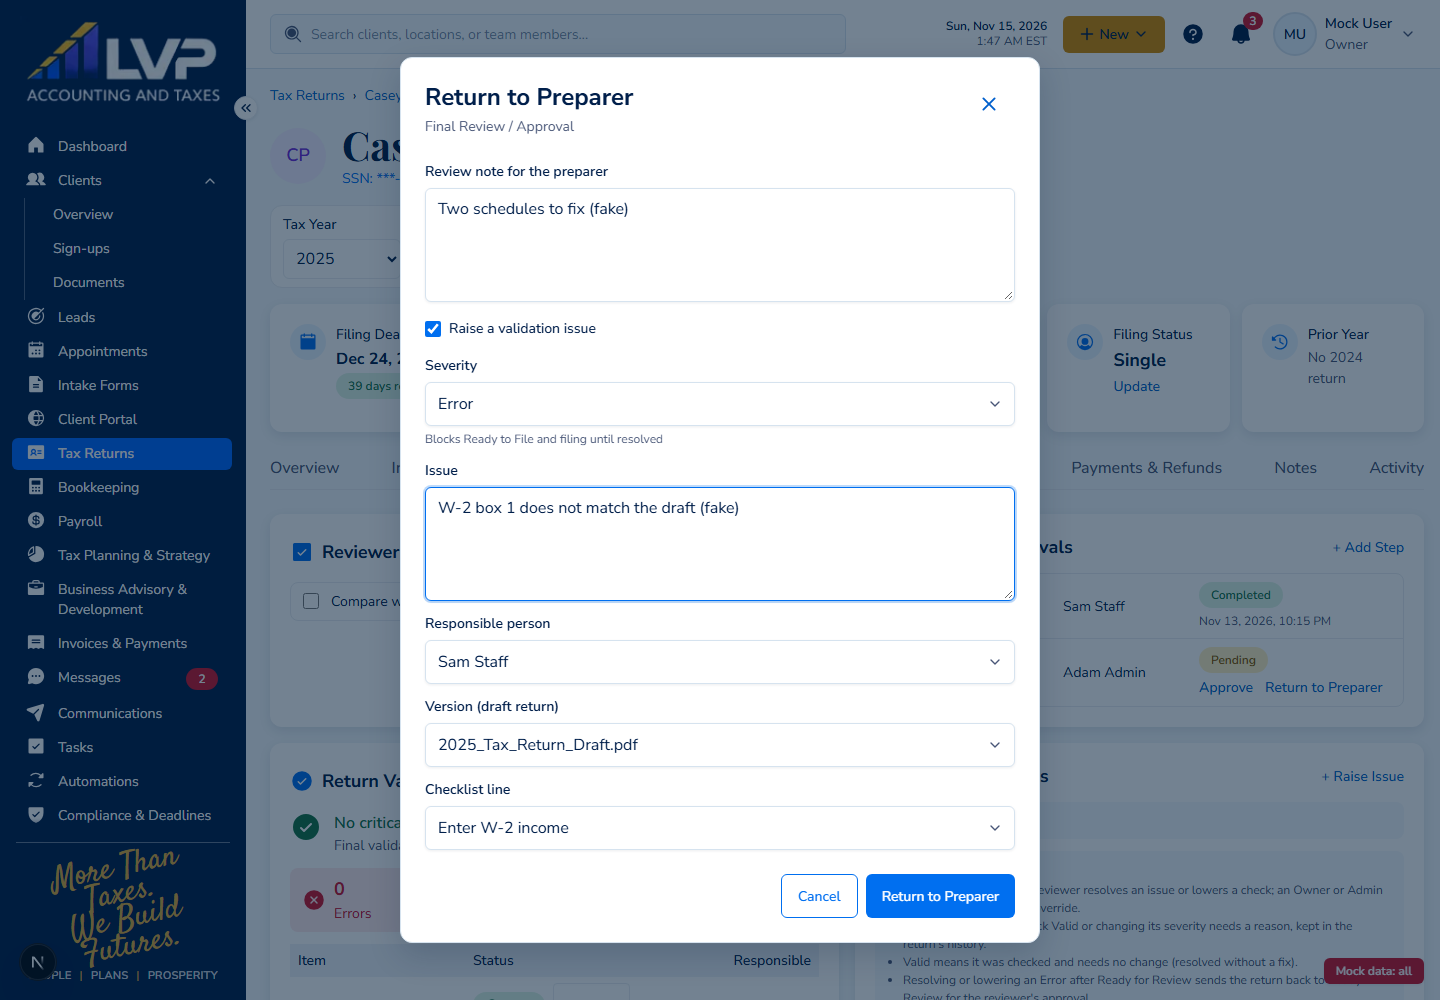 LVP
ACCOUNTING AND TAXES
Dashboard
Clients
Overview
Sign-ups
Documents
Leads
Appointments
Intake Forms
Client Portal
Tax Returns
Bookkeeping
Payroll
Tax Planning & Strategy
Business Advisory &
Development
Invoices & Payments
Messages
2
Communications
Tasks
Automations
Compliance & Deadlines
More Than
Taxes.
We Build
Futures.
| PLANS | PROSPERITY
N
Search clients, locations, or team members...
Sun, Nov 15, 2026
1:47 AM EST
New
3
MU
Mock User
Owner
Tax Returns › Casey
CP
SSN: ***-
Tax Year
2025
Dec 24,
39 days
Filing Status
Single
Update
Prior Year
No 2024
return
Overview
Payments & Refunds
Notes
Activity
Reviewer
Compare
+ Add Step
Sam Staff
Completed
Nov 13, 2026, 10:15 PM
Adam Admin
Pending
Approve
Return to Preparer
Return
No
Final
0
Errors
Item
Status
Responsible
+ Raise Issue
resolves an issue or lowers a check; an Owner or Admin
Valid or changing its severity needs a reason, kept in the
return's history.
Valid means it was checked and needs no change (resolved without a fix).
Resolving or lowering an Error after Ready for Review sends the return back to
Review for the reviewer's approval.
Mock data: all
Return to Preparer
Final Review / Approval
Review note for the preparer
Two schedules to fix (fake)
Raise a validation issue
Severity
Error
Blocks Ready to File and filing until resolved
Issue
W-2 box 1 does not match the draft (fake)
Responsible person
Sam Staff
Version (draft return)
2025_Tax_Return_Draft.pdf
Checklist line
Enter W-2 income
Cancel
Return to Preparer